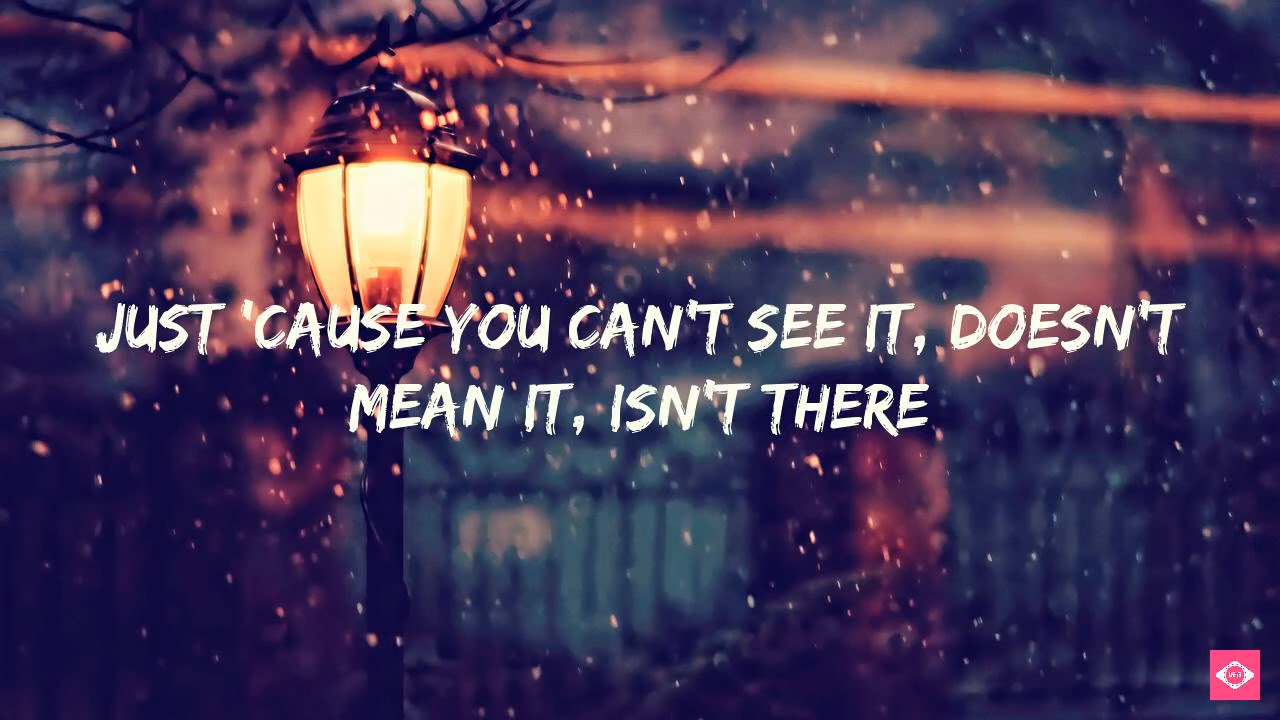 JUST 'CAUSE YOU CAN'T SEE IT, DOESN'T
MEAN IT, ISN'T THERE